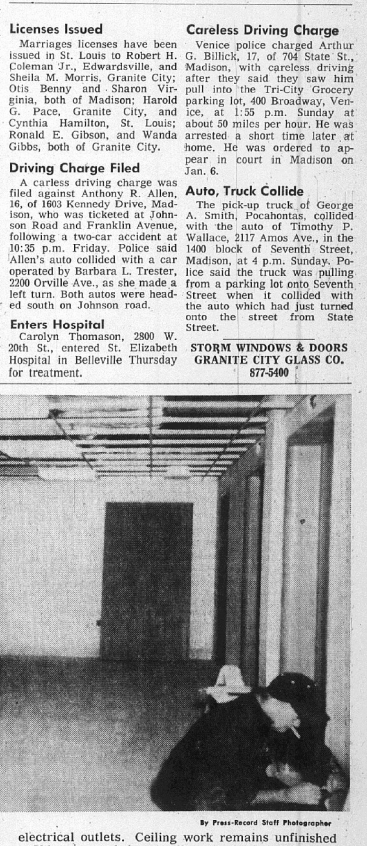 Licenses Issued
Marriages licenses have been
issued in St. Louis to Robert H.
Coleman Jr., Edwardsville, and
Sheila M. Morris, Granite City;
Otis Benny and Sharon Vir-
ginia, both of Madison; Harold
G. Pace, Granite City, and
Cynthia Hamilton, St. Louis;
Ronald E. Gibson, and Wanda
Gibbs, both of Granite City.
Driving Charge Filed
A carless driving charge was
filed against Anthony R. Allen,
16, of 1603 Kennedy Drive, Mad-
ison, who was ticketed at John-
son Road and Franklin Avenue,
following a two-car accident at
10:35 p.m. Friday. Police said
Allen's auto collided with a car
operated by Barbara L. Trester,
2200 Orville Ave., as she made a
left turn. Both autos were head-
ed south on Johnson road.
Enters Hospital
Carolyn Thomason, 2800 W.
20th St., entered St. Elizabeth
Hospital in Belleville Thursday
for treatment.
Careless Driving Charge
Venice police charged Arthur
G. Billick, 17, of 704 State St.,
Madison, with careless driving
after they said they saw him
pull into the Tri-City Grocery
parking lot, 400 Broadway, Ven-
ice, at 1:55 p.m. Sunday at
about 50 miles per hour. He was
arrested a short time later at
home. He was ordered to ap-
pear in court in Madison on
Jan. 6.
Auto, Truck Collide
The pick-up truck of George
A. Smith, Pocahontas, collided
with the auto of Timothy P.
Wallace, 2117 Amos Ave., in the
1400 block of Seventh Street,
Madison, at 4 p.m. Sunday. Po-
lice said the truck was pulling
from a parking lot onto Seventh
Street when it collided with
the auto which had just turned
onto the street from State
Street.
STORM WINDOWS & DOORS
GRANITE CITY GLASS CO.
877-5400
By Press-Record Staff Photographer
electrical outlets. Ceiling work remains unfinished